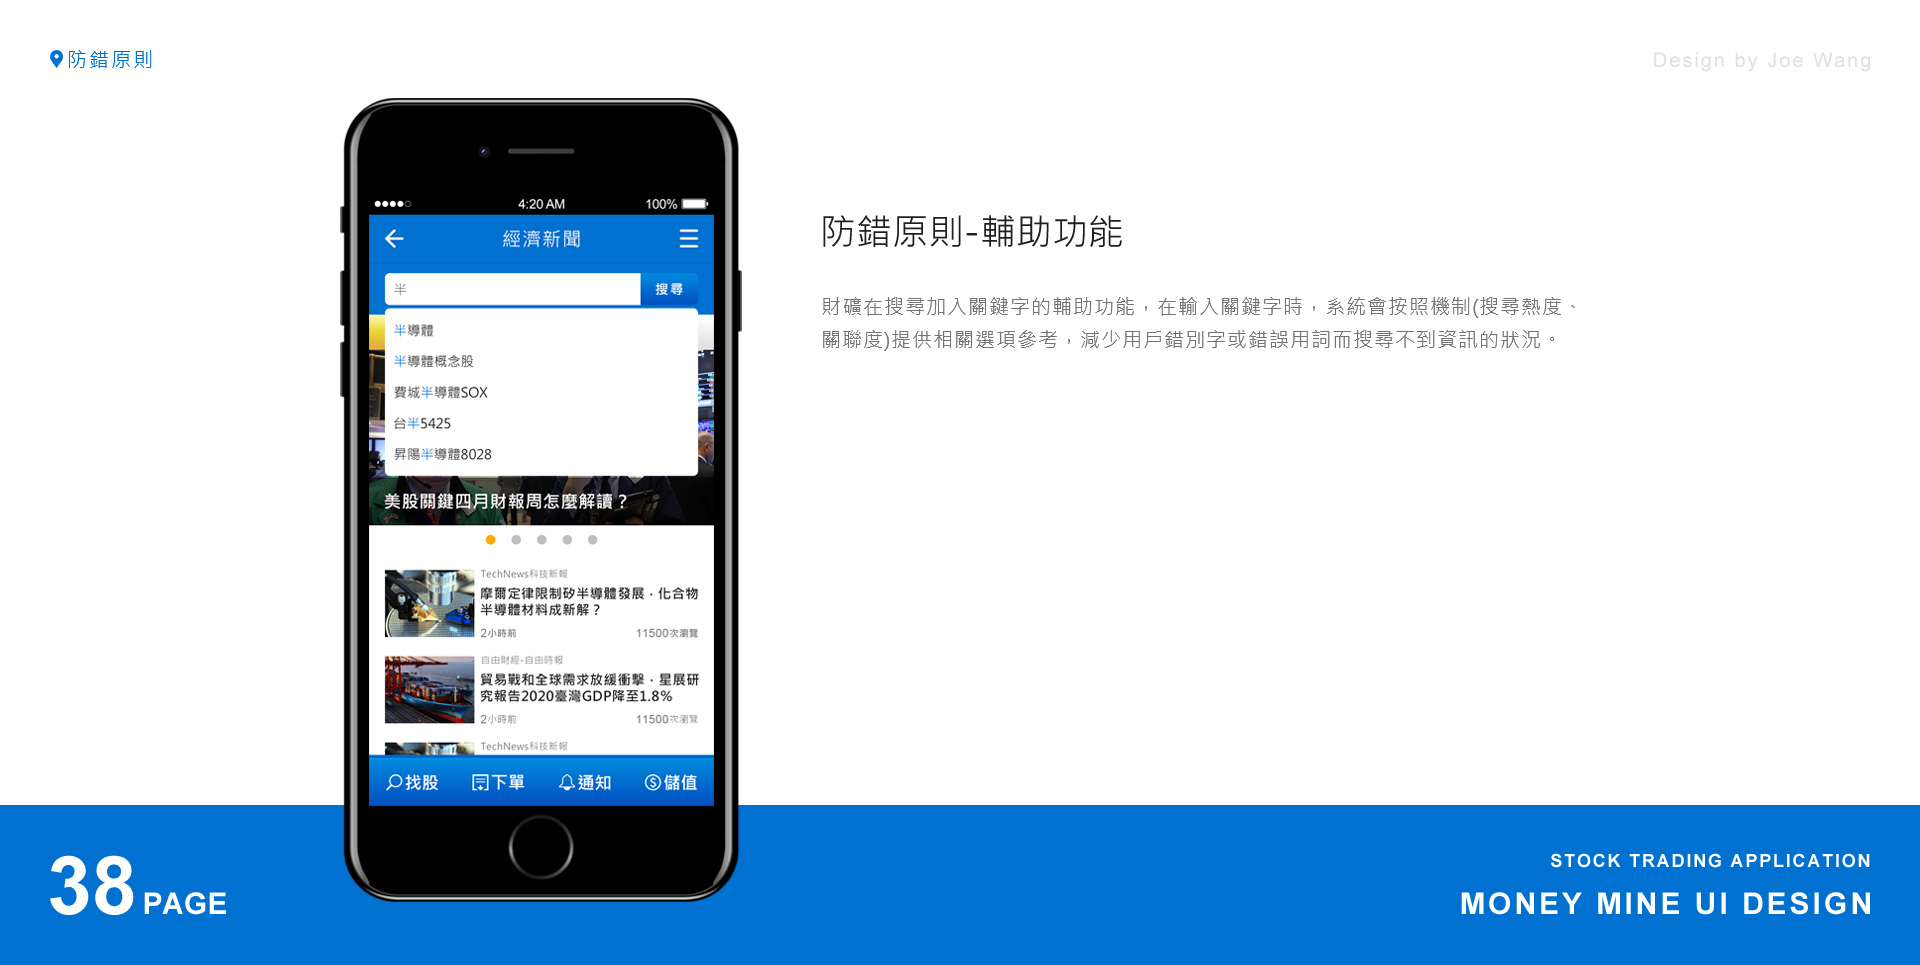 防錯原則
Design by Joe Wang
4:20 AM
100%
經濟新聞
半
搜尋
半導體
半導體概念股
費城半導體SOX
台半5425
昇陽半導體8028
美股關鍵四月財報周怎麼解讀？
TechNews科技新報
摩爾定律限制矽半導體發展，化合物
半導體材料成新解？
2小時前
11500次瀏覽
自由財經-自由時報
貿易戰和全球需求放緩衝擊，星展研
究報告2020臺灣GDP降至1.8%
2小時前
11500次瀏覽
TechNews科技新報
找股
下單
通知
儲值
防錯原則-輔助功能
財礦在搜尋加入關鍵字的輔助功能，在輸入關鍵字時，系統會按照機制(搜尋熱度、
關聯度)提供相關選項參考，減少用戶錯別字或錯誤用詞而搜尋不到資訊的狀況。
38 PAGE
STOCK TRADING APPLICATION
MONEY MINE UI DESIGN